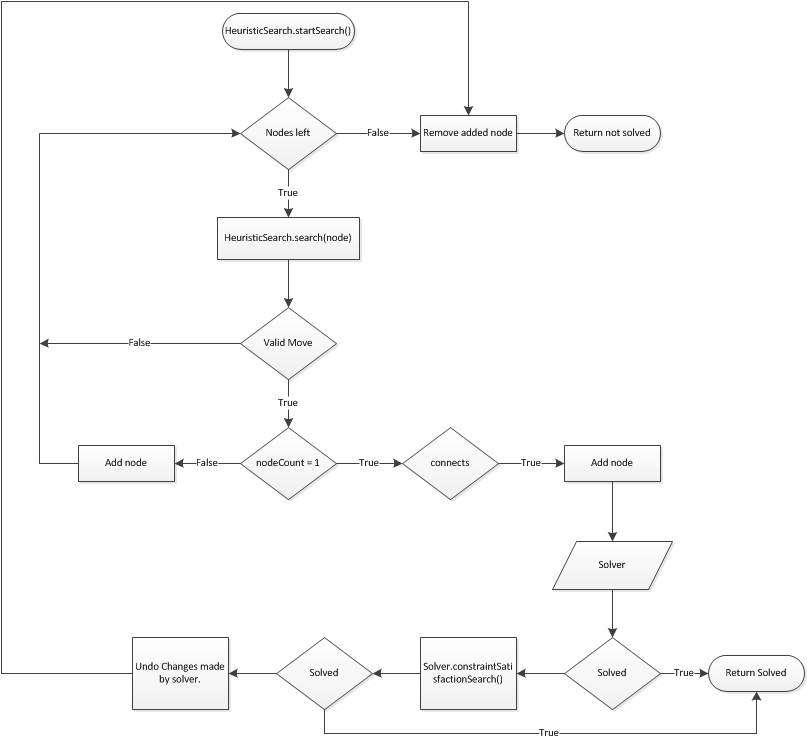 HeuristicSearch.startSearch()
Nodes left
False
Remove added node
Return not solved
True
HeuristicSearch.search(node)
False
Valid Move
True
Add node
False
nodeCount = 1
True
connects
True
Add node
Solver
Undo Changes made
by solver.
Solved
Solver.constraintSati
sfactionSearch()
Solved
True
Return Solved
True